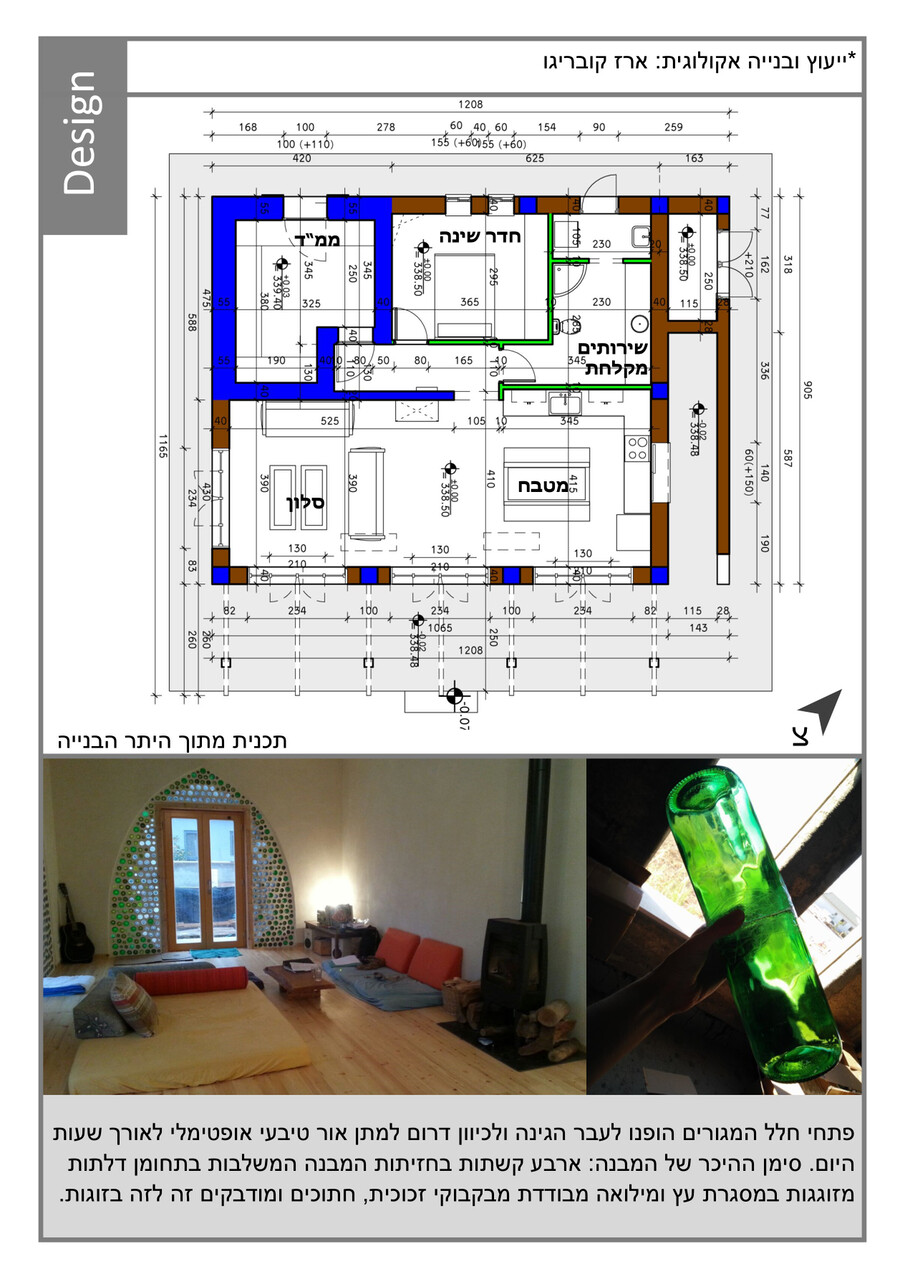 *ייעוץ ובנייה אקולוגית: ארז קובריגו
Design
1208
168 100 278 60 40 60 154 90 259
100 (+110) 155 (+60) 155 (+60)
420 625 163
ממ"ד
חדר שינה
שירותים
מקלחת
סלון
מטבח
+0.03
= 339.40
±0.00
= 338.50
±0.00
= 338.50
±0.00
= 338.50
-0.02
= 338.48
-0.02
= 338.48
-0.07
325 365 230 115
230
190 80 50 80 165 10 345
525 105 10 345
345 380 250 345 295 250
390 390 410 415
475 588 1165 430 234 83 260 260
77 162 +210 318 336 905 140 60(+150) 587 190
130 130 130
210 210
82 234 100 234 100 234 82 115 28
1065 250 143
1208
צ
תכנית מתוך היתר הבנייה
פתחי חלל המגורים הופנו לעבר הגינה ולכיוון דרום למתן אור טיבעי אופטימלי לאורך שעות
היום. סימן ההיכר של המבנה: ארבע קשתות בחזיתות המבנה המשלבות בתחומן דלתות
מזוגגות במסגרת עץ ומילואה מבודדת מבקבוקי זכוכית, חתוכים ומודבקים זה לזה בזוגות.